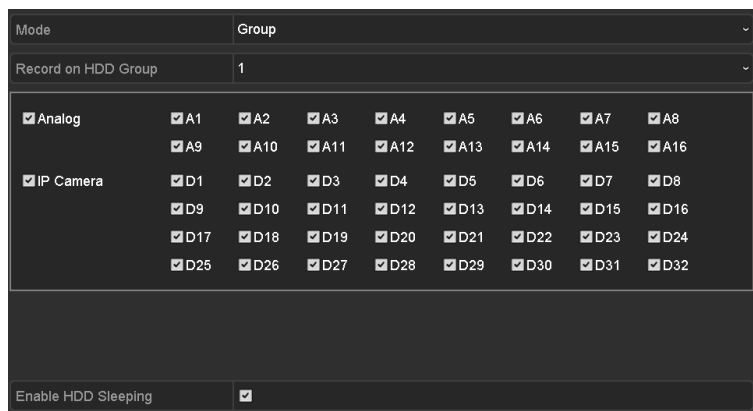 Mode Group
Record on HDD Group 1
Analog A1 A2 A3 A4 A5 A6 A7 A8
A9 A10 A11 A12 A13 A14 A15 A16
IP Camera D1 D2 D3 D4 D5 D6 D7 D8
D9 D10 D11 D12 D13 D14 D15 D16
D17 D18 D19 D20 D21 D22 D23 D24
D25 D26 D27 D28 D29 D30 D31 D32
Enable HDD Sleeping